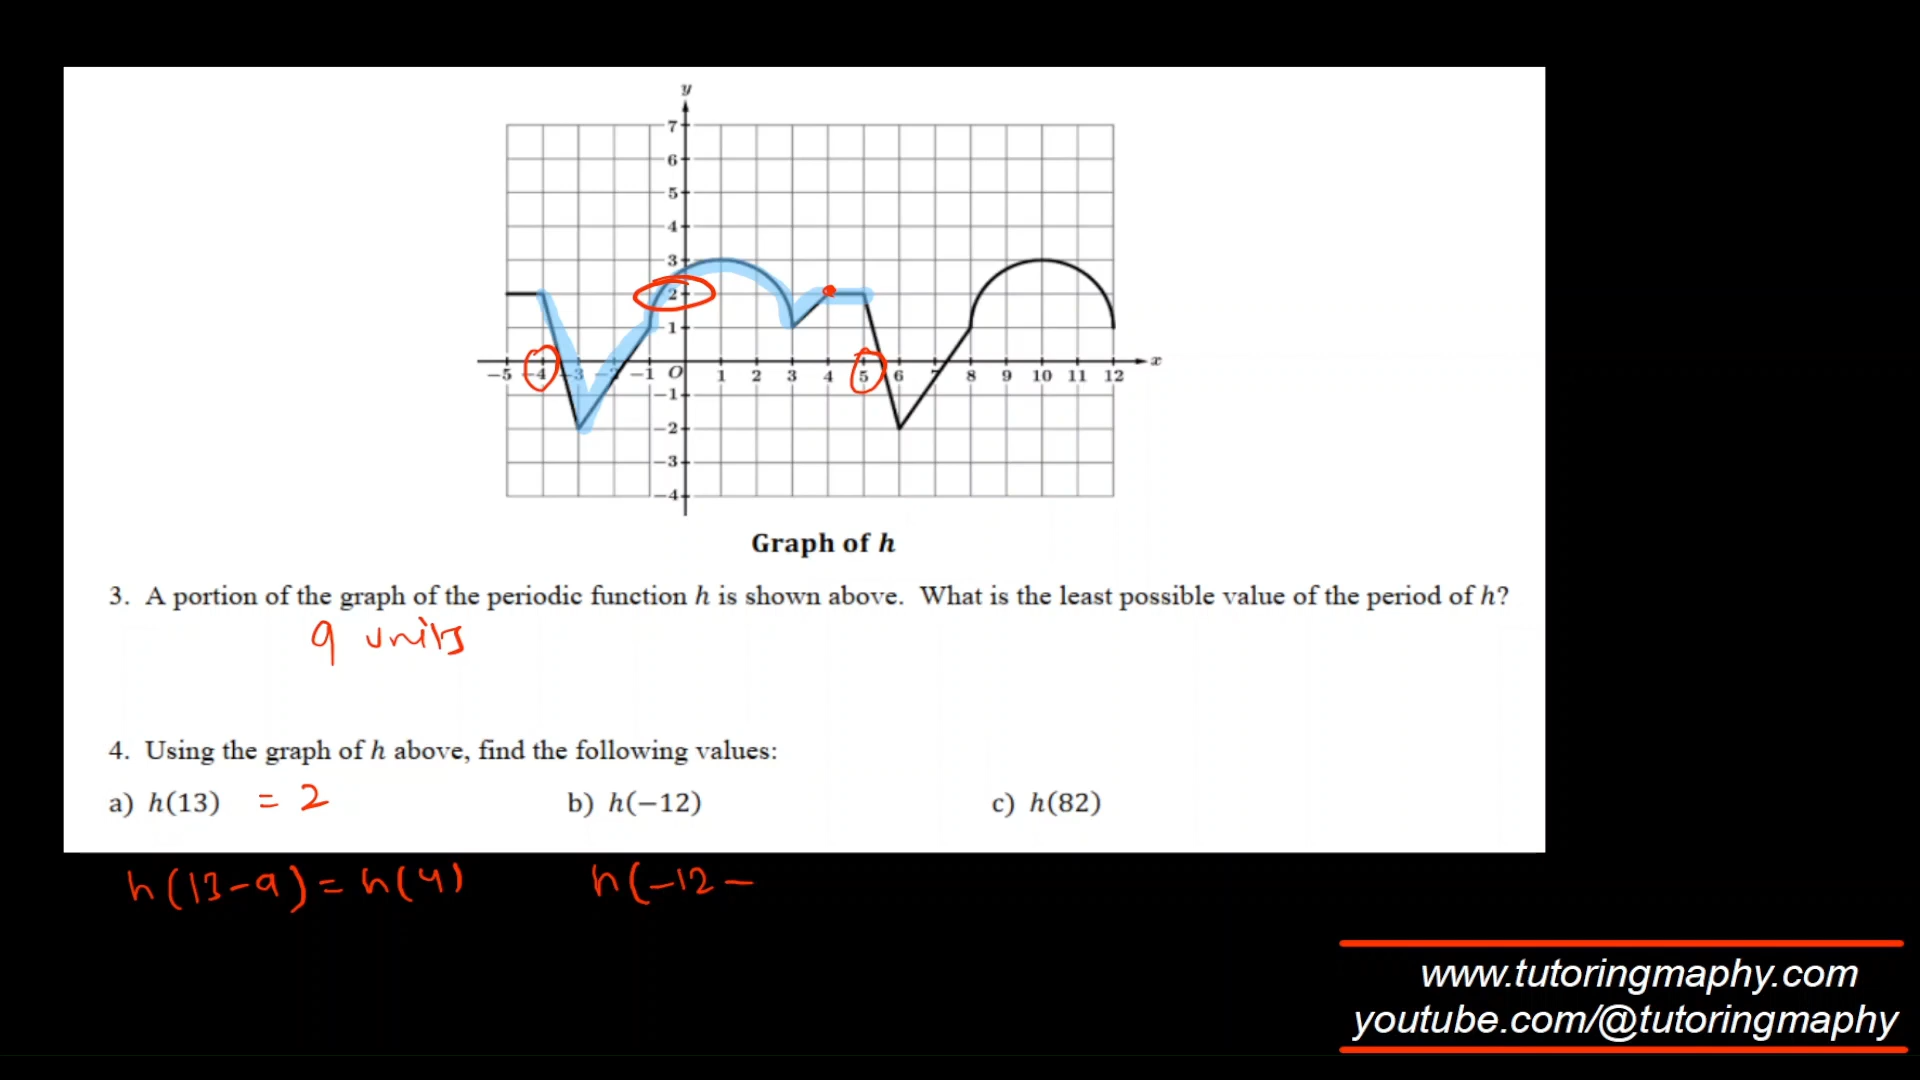 y
7
6
5
4
3
2
1
−5 −4 −3 −2 −1 O 1 2 3 4 5 6 7 8 9 10 11 12 x
−1
−2
−3
−4
Graph of h
3. A portion of the graph of the periodic function h is shown above. What is the least possible value of the period of h?
9 units
4. Using the graph of h above, find the following values:
a) h(13) = 2 b) h(−12) c) h(82)
h(13-9) = h(4) h(-12 -
www.tutoringmaphy.com
youtube.com/@tutoringmaphy